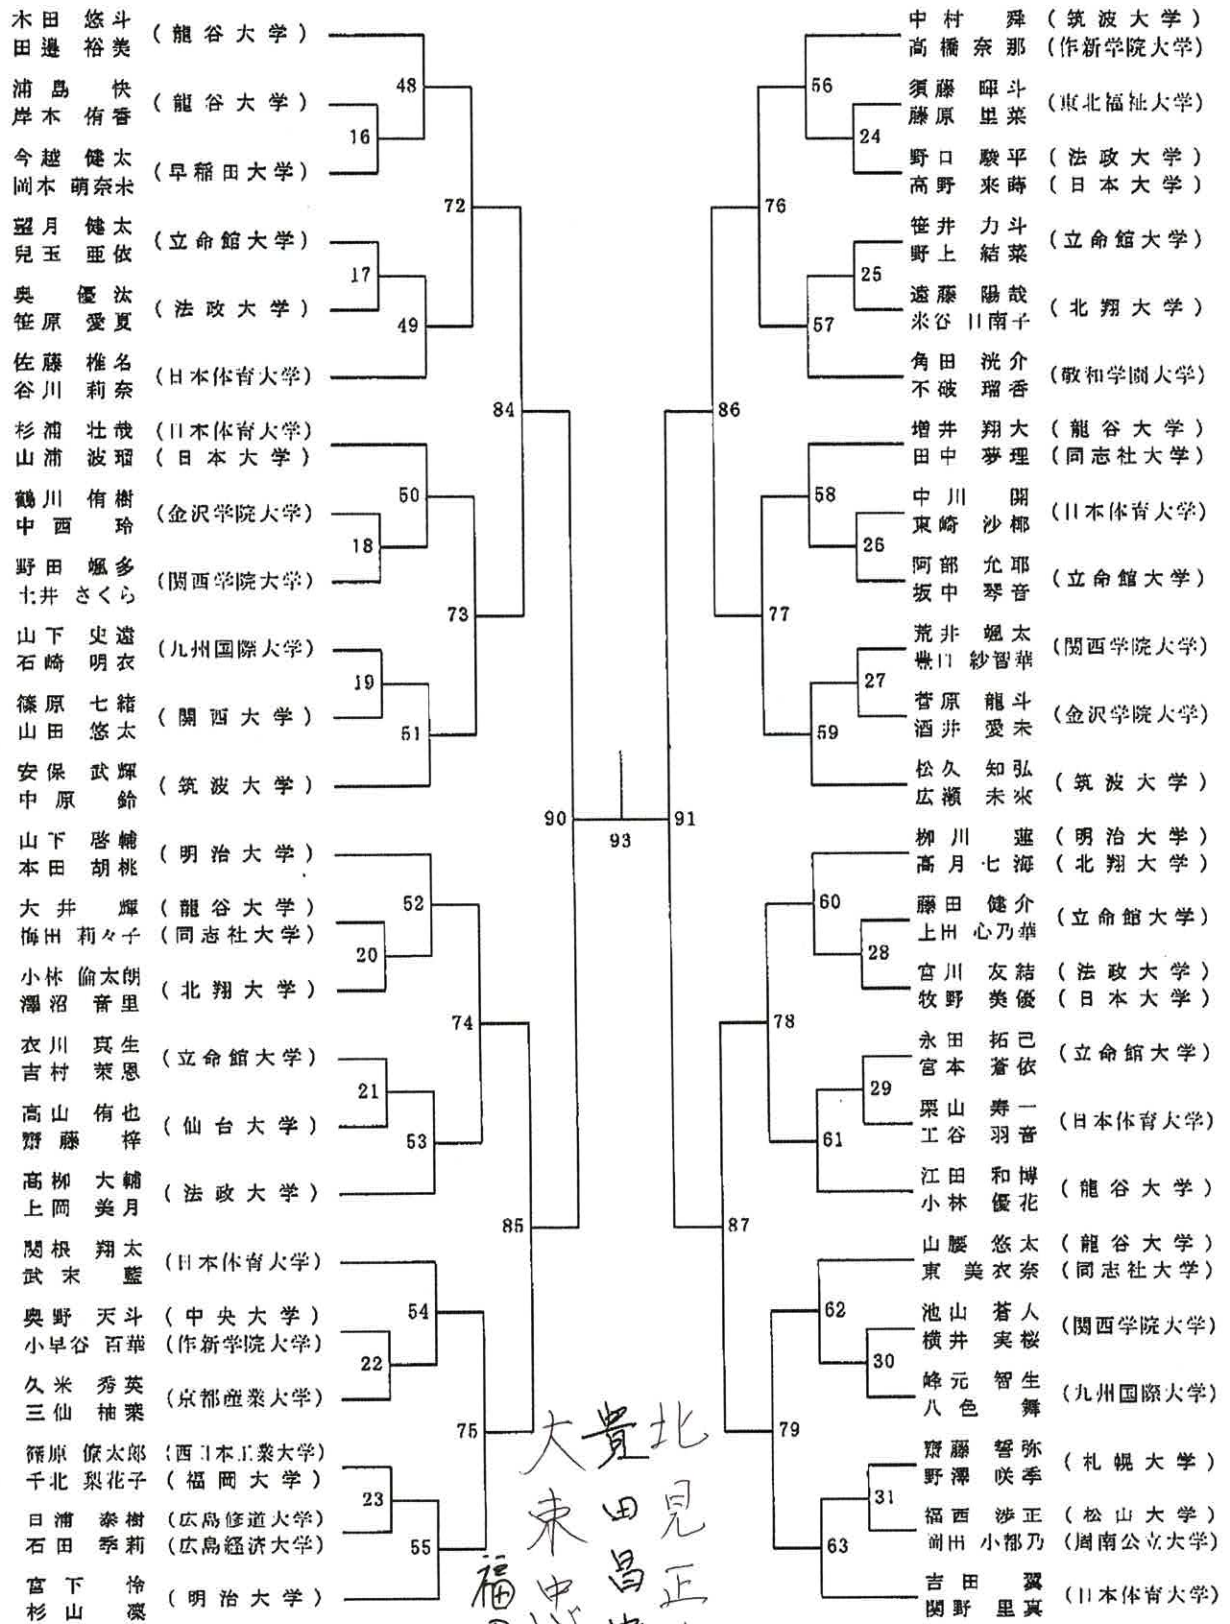 木田 悠斗
田邉 裕美
(龍谷大学)
浦島 快
岸本 侑香
(龍谷大学)
今越 健太
岡本 萌奈未
(早稲田大学)
望月 健太
兒玉 亜依
(立命館大学)
奥 優汰
笹原 愛夏
(法政大学)
佐藤 椎名
谷川 莉奈
(日本体育大学)
杉浦 壮哉 (日本体育大学)
山浦 波瑠 (日本大学)
鶴川 侑樹
中西 玲
(金沢学院大学)
野田 颯多
土井 さくら
(関西学院大学)
山下 史遠
石崎 明衣
(九州国際大学)
篠原 七緒
山田 悠太
(関西大学)
安保 武輝
中原 鈴
(筑波大学)
山下 啓輔
本田 胡桃
(明治大学)
大井 輝 (龍谷大学)
梅田 莉々子 (同志社大学)
小林 倫太朗
澤沼 音里
(北翔大学)
衣川 真生
吉村 茉恩
(立命館大学)
高山 侑也
齋藤 梓
(仙台大学)
髙柳 大輔
上岡 美月
(法政大学)
関根 翔太
武末 藍
(日本体育大学)
奥野 天斗 (中央大学)
小早谷 百華 (作新学院大学)
久米 秀英
三仙 柚葉
(京都産業大学)
篠原 僚太郎 (西日本工業大学)
千北 梨花子 (福岡大学)
日浦 泰樹 (広島修道大学)
石田 季莉 (広島経済大学)
宮下 怜
杉山 凜
(明治大学)
48
16
72
17
49
84
50
18
73
19
51
90
52
20
74
21
53
85
54
22
75
23
55
93
中村 舜 (筑波大学)
髙橋 奈那 (作新学院大学)
須藤 暉斗
藤原 里菜
(東北福祉大学)
野口 駿平 (法政大学)
高野 来蒔 (日本大学)
笹井 力斗
野上 結菜
(立命館大学)
遠藤 陽哉
米谷 日南子
(北翔大学)
角田 洸介
不破 瑠香
(敬和学園大学)
増井 翔大 (龍谷大学)
田中 夢理 (同志社大学)
中川 開
東崎 沙椰
(日本体育大学)
阿部 允耶
坂中 琴音
(立命館大学)
荒井 颯太
豊口 紗智華
(関西学院大学)
菅原 龍斗
酒井 愛未
(金沢学院大学)
松久 知弘
広瀬 未來
(筑波大学)
柳川 蓮 (明治大学)
髙月 七海 (北翔大学)
藤田 健介
上田 心乃華
(立命館大学)
宮川 友結 (法政大学)
牧野 美優 (日本大学)
永田 拓己
宮本 蒼依
(立命館大学)
栗山 寿一
工谷 羽音
(日本体育大学)
江田 和博
小林 優花
(龍谷大学)
山腰 悠太 (龍谷大学)
東 美衣奈 (同志社大学)
池山 蒼人
横井 実桜
(関西学院大学)
峰元 智生
八色 舞
(九州国際大学)
齋藤 誓弥
野澤 咲季
(札幌大学)
福西 渉正 (松山大学)
岡田 小都乃 (周南公立大学)
吉田 翼
関野 里真
(日本体育大学)
56
24
76
25
57
86
58
26
77
27
59
91
60
28
78
29
61
87
62
30
79
31
63
北見正
豊田昌
大東中
福